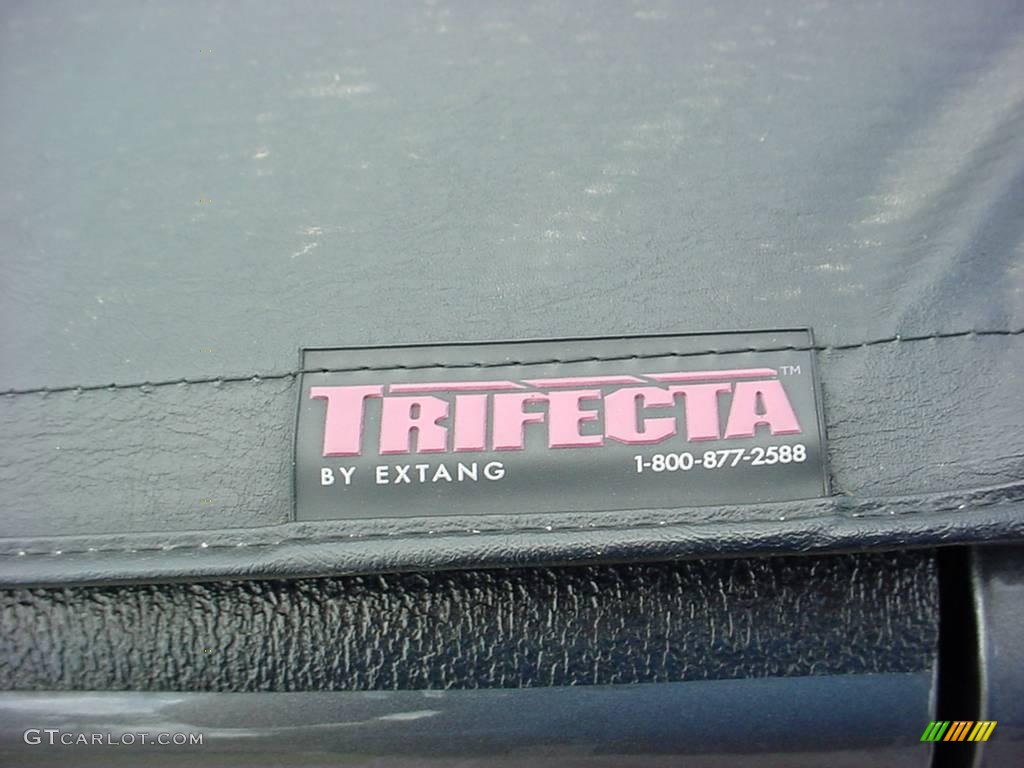 TRIFECTA™
BY EXTANG 1-800-877-2588
GTCARLOT.COM